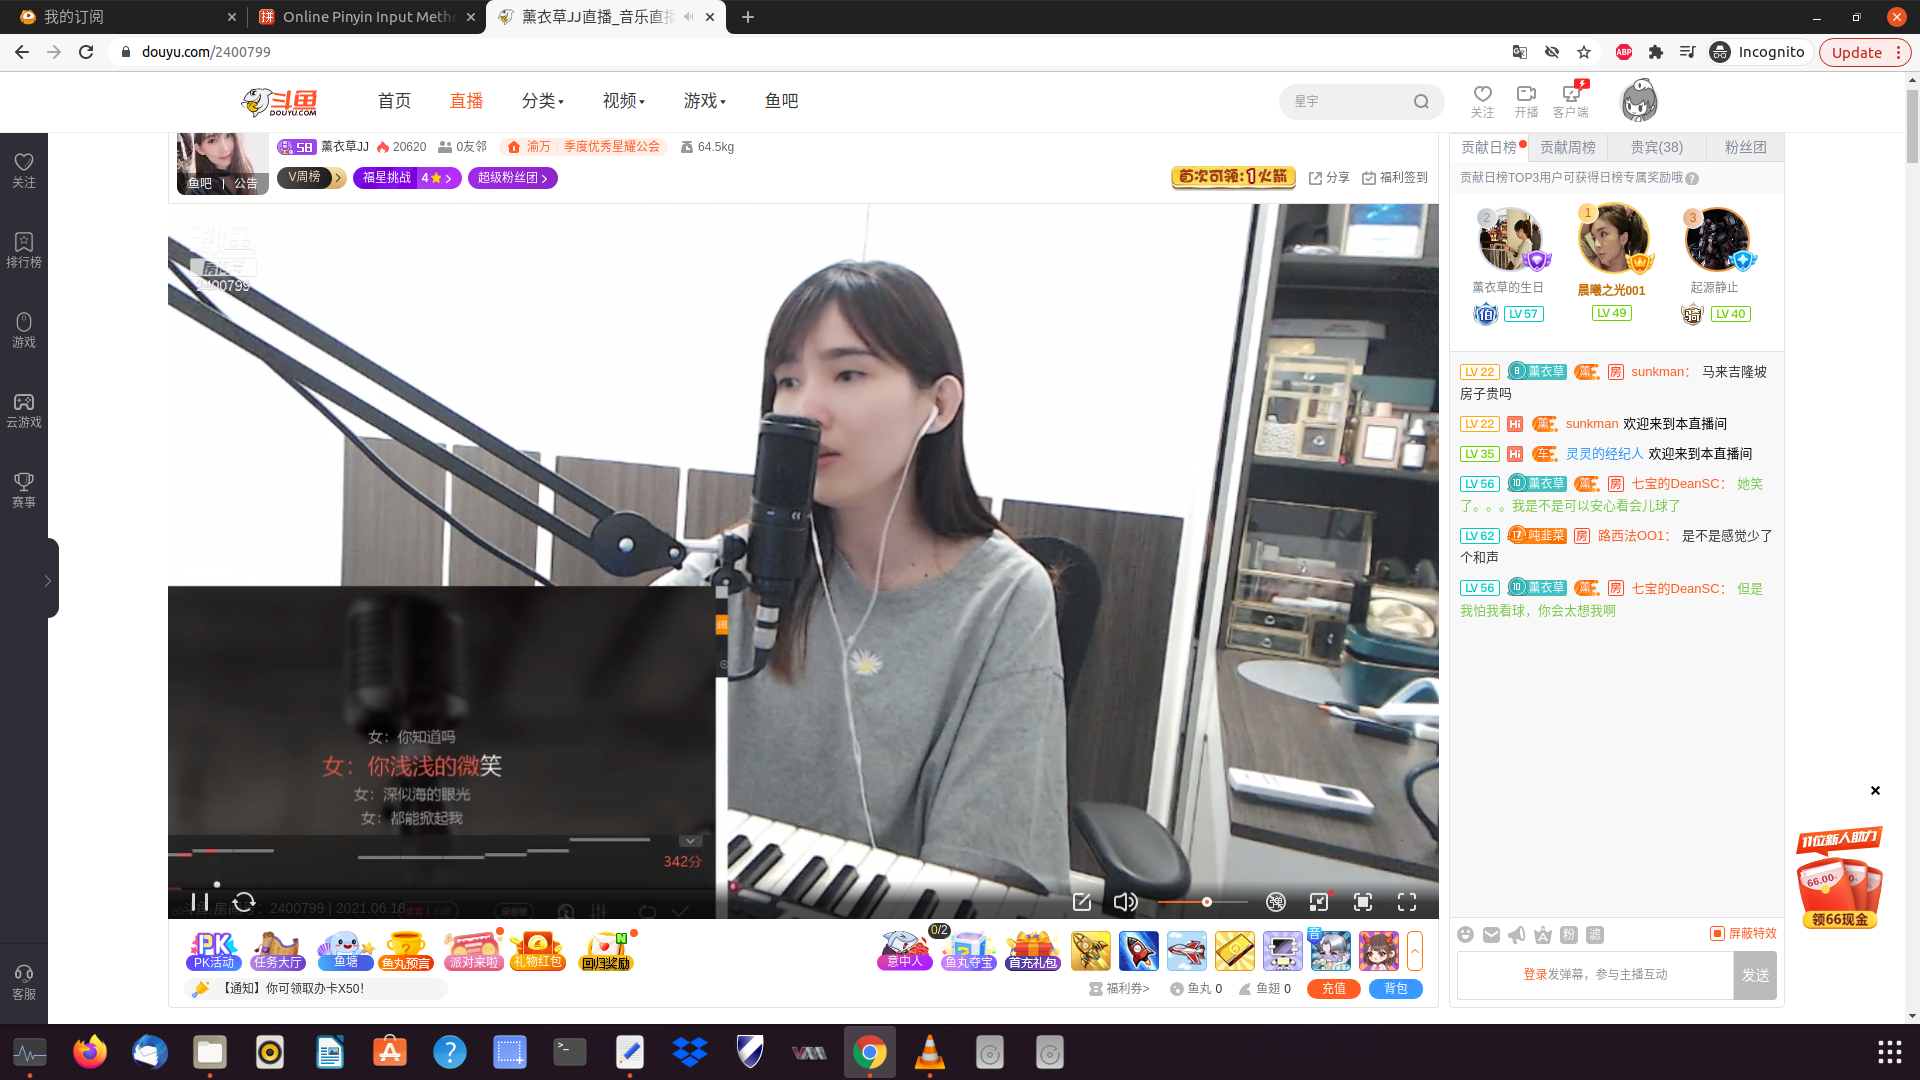 我的订阅
Online Pinyin Input Metho
薰衣草JJ直播_音乐直播
douyu.com/2400799
Incognito
Update
斗鱼
DOUYU.COM
首页
直播
分类
视频
游戏
鱼吧
星宇
关注
开播
客户端
关注
排行榜
游戏
云游戏
赛事
客服
鱼吧 | 公告
58 薰衣草JJ 20620 0友邻 渝万 季度优秀星耀公会 64.5kg
V周榜
福星挑战 4
超级粉丝团
首次可领:1火箭
分享
福利签到
房间号
2400799
女：你知道吗
女：你浅浅的微笑
女：深似海的眼光
女：都能掀起我
342分
斗鱼 房间号：2400799 | 2021.06.18
弹
PK
PK活动
任务大厅
鱼塘
鱼丸预言
派对来啦
礼物红包
回归奖励
意中人
0/2
鱼丸夺宝
首充礼包
音
【通知】你可领取办卡X50！
福利券>
鱼丸 0
鱼翅 0
充值
背包
贡献日榜
贡献周榜
贵宾(38)
粉丝团
贡献日榜TOP3用户可获得日榜专属奖励哦
2
1
3
薰衣草的生日
晨曦之光001
起源静止
伯 LV 57
LV 49
骑 LV 40
LV 22 8 薰衣草 薰 房 sunkman： 马来吉隆坡
房子贵吗
LV 22 Hi 薰 sunkman 欢迎来到本直播间
LV 35 Hi 车 灵灵的经纪人 欢迎来到本直播间
LV 56 10 薰衣草 薰 房 七宝的DeanSC： 她笑
了。。。我是不是可以安心看会儿球了
LV 62 17 吨韭菜 房 路西法OO1： 是不是感觉少了
个和声
LV 56 10 薰衣草 薰 房 七宝的DeanSC： 但是
我怕我看球，你会太想我啊
11位新人助力
66.00
领66现金
粉
滤
屏蔽特效
登录发弹幕，参与主播互动
发送